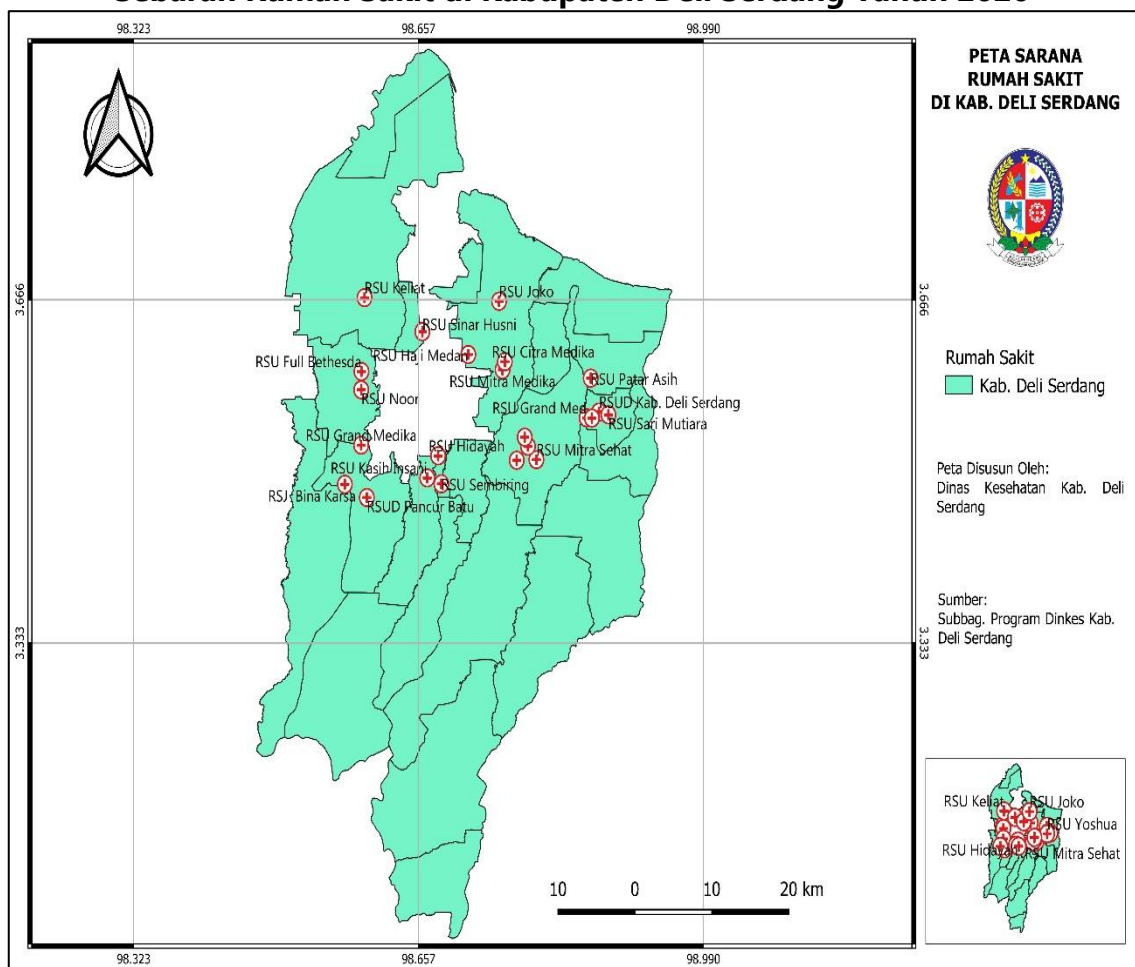 Sebaran Rumah Sakit di Kabupaten Deli Serdang Tahun 2020
98.323 98.657 98.990
PETA SARANA
RUMAH SAKIT
DI KAB. DELI SERDANG
3.666 3.666
RSU Keliat
RSU Joko
RSU Sinar Husni
RSU Haji Medan
RSU Citra Medika
RSU Full Bethesda
RSU Mitra Medika
RSU Patar Asih
RSU Noor
RSU Grand Med
RSUD Kab. Deli Serdang
RSU Sari Mutiara
RSU Grand Medika
RSU Hidayah
RSU Mitra Sehat
RSU Kasih Insani
RSU Sembiring
RSJ. Bina Karsa
RSUD Pancur Batu
Rumah Sakit
Kab. Deli Serdang
Peta Disusun Oleh:
Dinas Kesehatan Kab. Deli
Serdang
Sumber:
Subbag. Program Dinkes Kab.
Deli Serdang
3.333 3.333
RSU Keliat
RSU Joko
RSU Yoshua
RSU Hidayah
RSU Mitra Sehat
10 0 10 20 km
98.323 98.657 98.990